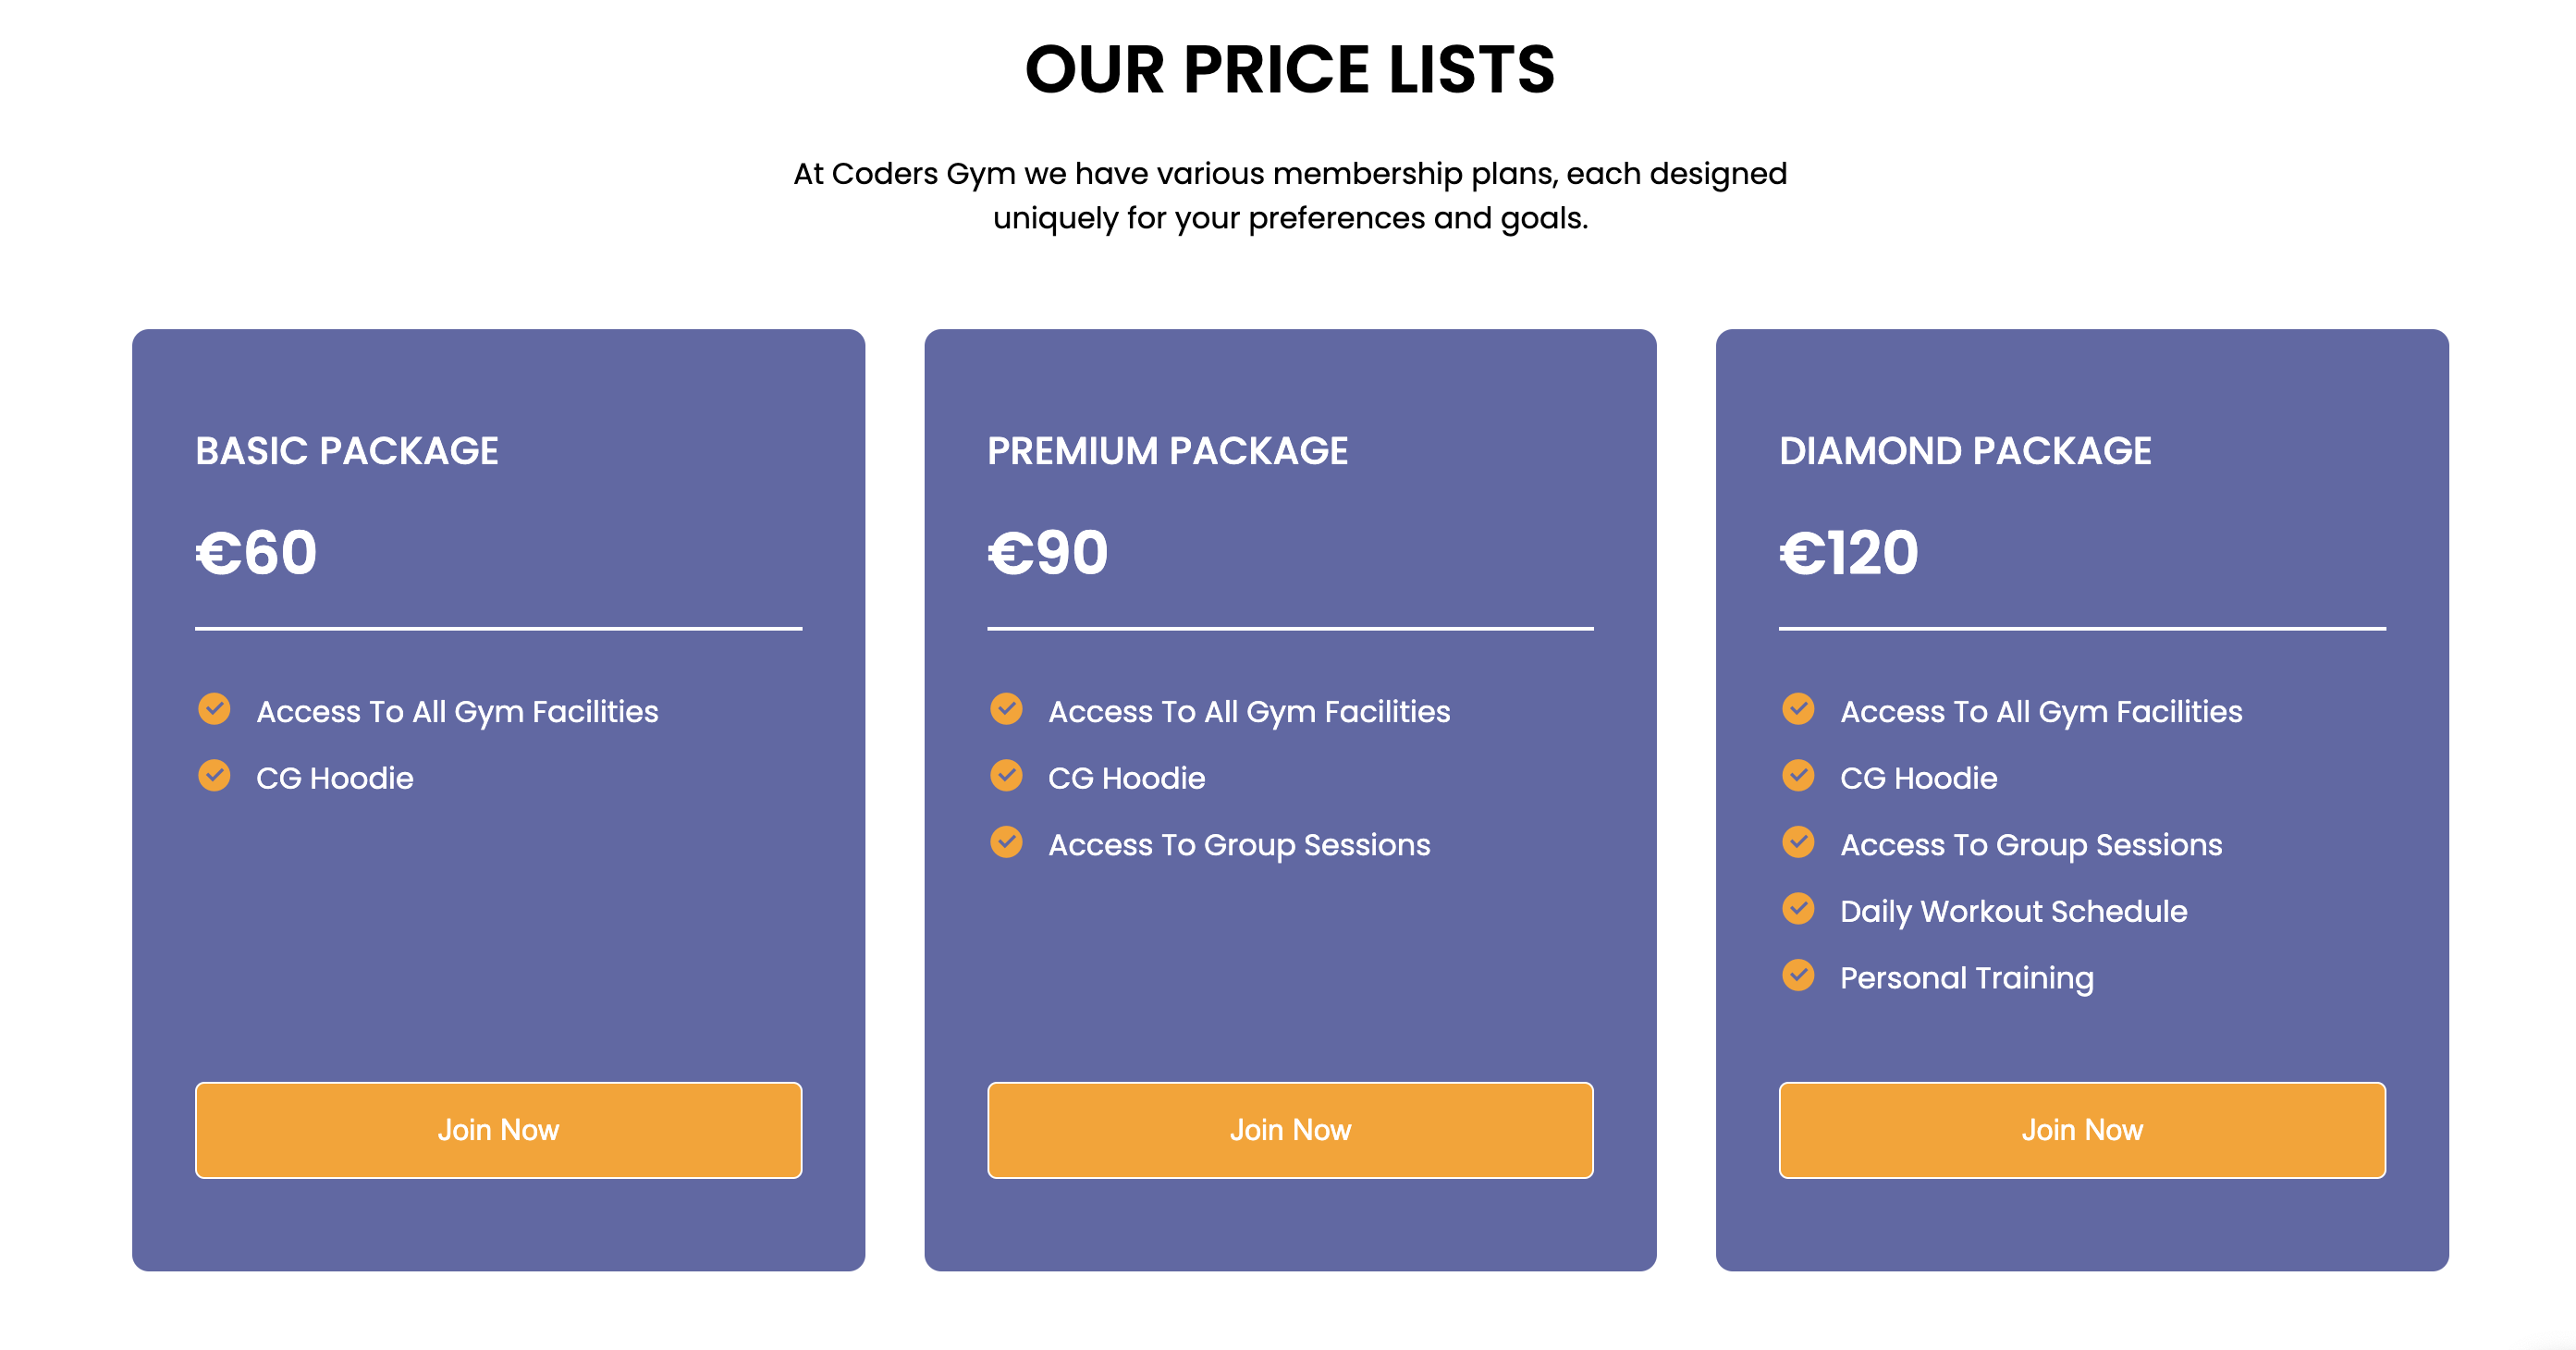 OUR PRICE LISTS
At Coders Gym we have various membership plans, each designed
uniquely for your preferences and goals.
BASIC PACKAGE
€60
Access To All Gym Facilities
CG Hoodie
Join Now
PREMIUM PACKAGE
€90
Access To All Gym Facilities
CG Hoodie
Access To Group Sessions
Join Now
DIAMOND PACKAGE
€120
Access To All Gym Facilities
CG Hoodie
Access To Group Sessions
Daily Workout Schedule
Personal Training
Join Now